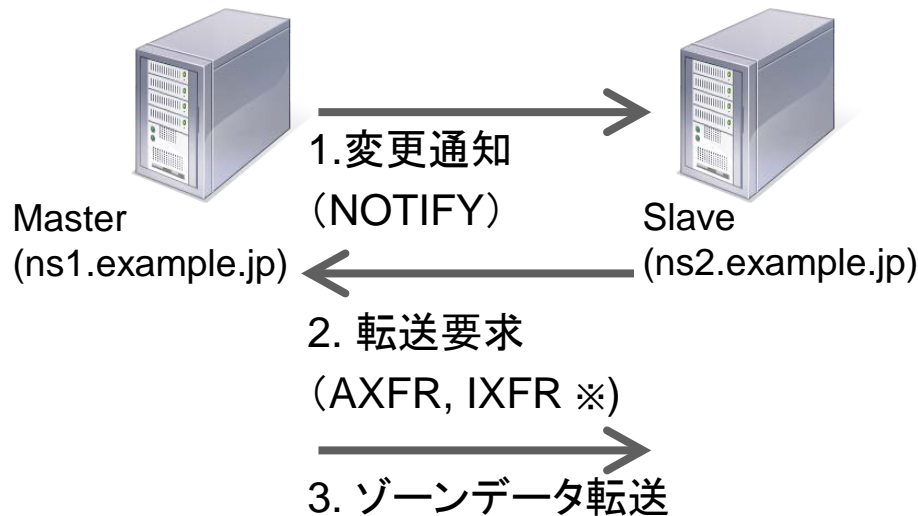 1.変更通知
（NOTIFY）
Master
(ns1.example.jp)
Slave
(ns2.example.jp)
2. 転送要求
（AXFR, IXFR ※)
3. ゾーンデータ転送